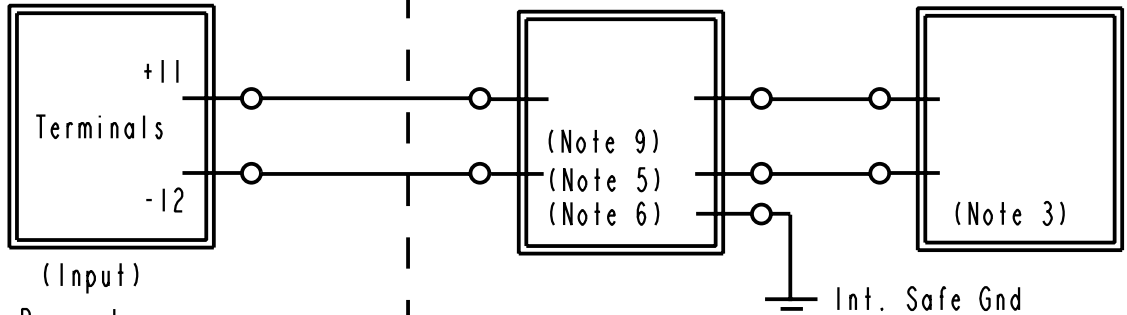 +11
Terminals
-12
(Input)
(Note 9)
(Note 5)
(Note 6)
(Note 3)
Int. Safe Gnd